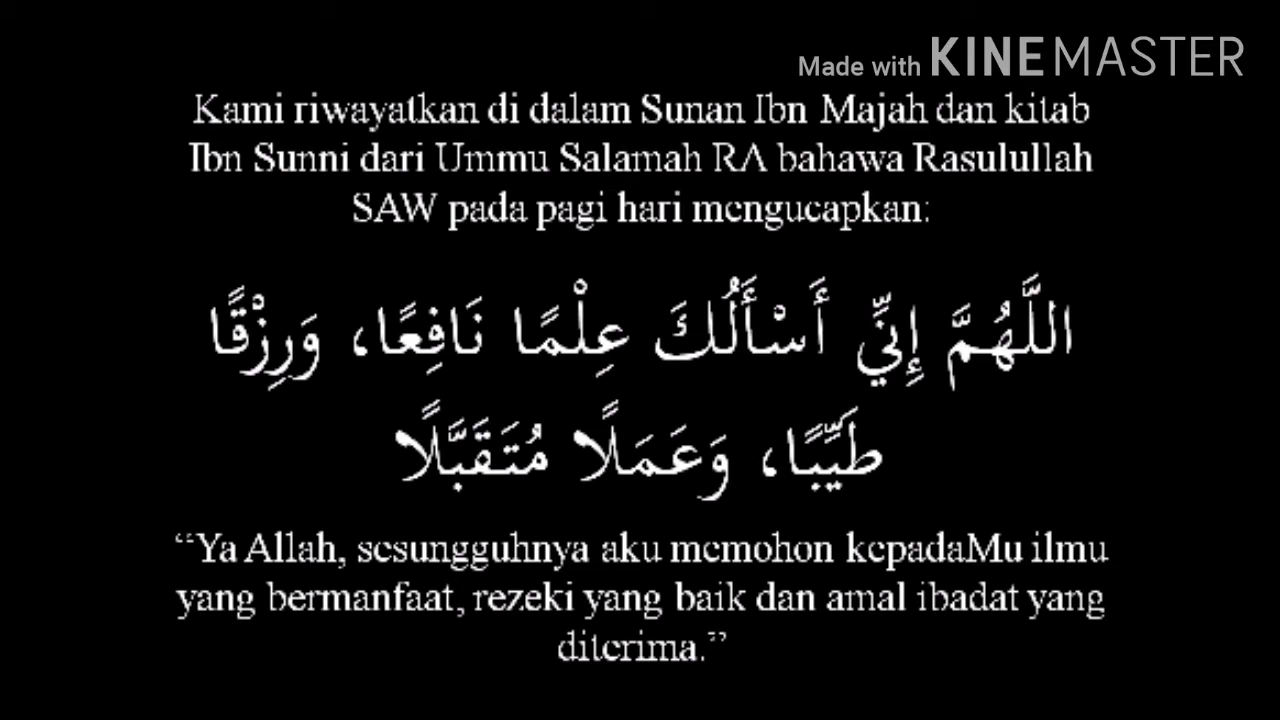 Made with KINEMASTER
Kami riwayatkan di dalam Sunan Ibn Majah dan kitab
Ibn Sunni dari Ummu Salamah RA bahawa Rasulullah
SAW pada pagi hari mengucapkan:
اللَّهُمَّ إِنِّي أَسْأَلُكَ عِلْمًا نَافِعًا، وَرِزْقًا
طَيِّبًا، وَعَمَلًا مُتَقَبَّلًا
“Ya Allah, sesungguhnya aku memohon kepadaMu ilmu
yang bermanfaat, rezeki yang baik dan amal ibadat yang
diterima.”